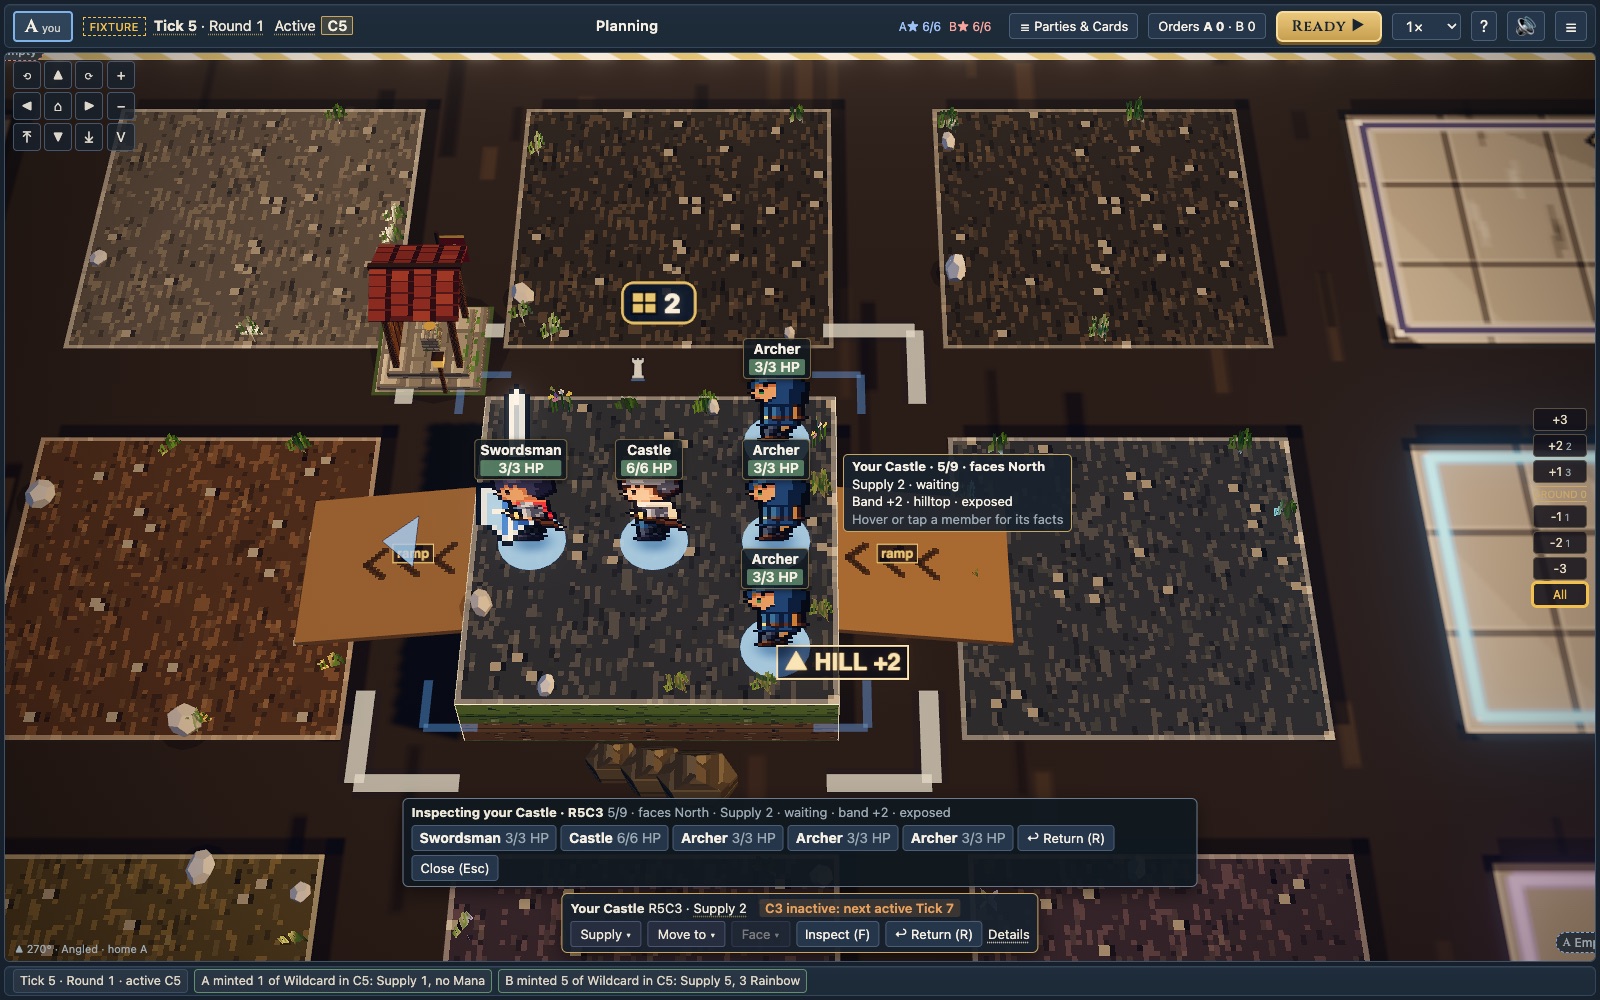 A you
FIXTURE
Tick 5 · Round 1 Active C5
Planning
A★ 6/6 B★ 6/6
≡ Parties & Cards
Orders A 0 · B 0
READY ▶
1×
?
≡
V
2
Archer
3/3 HP
Swordsman
3/3 HP
Castle
6/6 HP
Archer
3/3 HP
Archer
3/3 HP
ramp
ramp
▲ HILL +2
Your Castle · 5/9 · faces North
Supply 2 · waiting
Band +2 · hilltop · exposed
Hover or tap a member for its facts
+3
+2 2
+1 3
GROUND 0
-1 1
-2 1
-3
All
Inspecting your Castle · R5C3 5/9 · faces North · Supply 2 · waiting · band +2 · exposed
Swordsman 3/3 HP
Castle 6/6 HP
Archer 3/3 HP
Archer 3/3 HP
Archer 3/3 HP
↩ Return (R)
Close (Esc)
Your Castle R5C3 · Supply 2 C3 inactive: next active Tick 7
Supply ▾
Move to ▾
Face ▾
Inspect (F)
↩ Return (R)
Details
▲ 270° · Angled · home A
Tick 5 · Round 1 · active C5
A minted 1 of Wildcard in C5: Supply 1, no Mana
B minted 5 of Wildcard in C5: Supply 5, 3 Rainbow